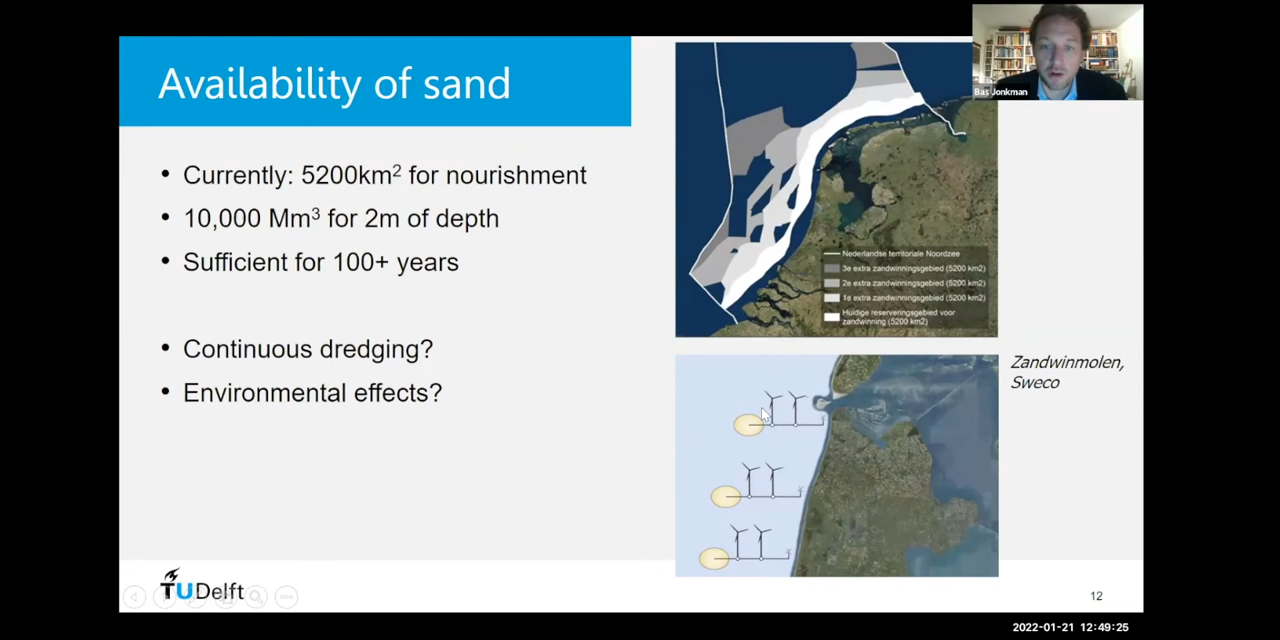 Availability of sand
• Currently: 5200km² for nourishment
• 10,000 Mm³ for 2m of depth
• Sufficient for 100+ years
• Continuous dredging?
• Environmental effects?
Nederlandse territoriale Noordzee
3e extra zandwinningsgebied (5200 km2)
2e extra zandwinningsgebied (5200 km2)
1e extra zandwinningsgebied (5200 km2)
Huidige reserveringsgebied voor
zandwinning (5200 km2)
Zandwinmolen,
Sweco
Bas Jonkman
TU Delft
12
2022-01-21 12:49:25